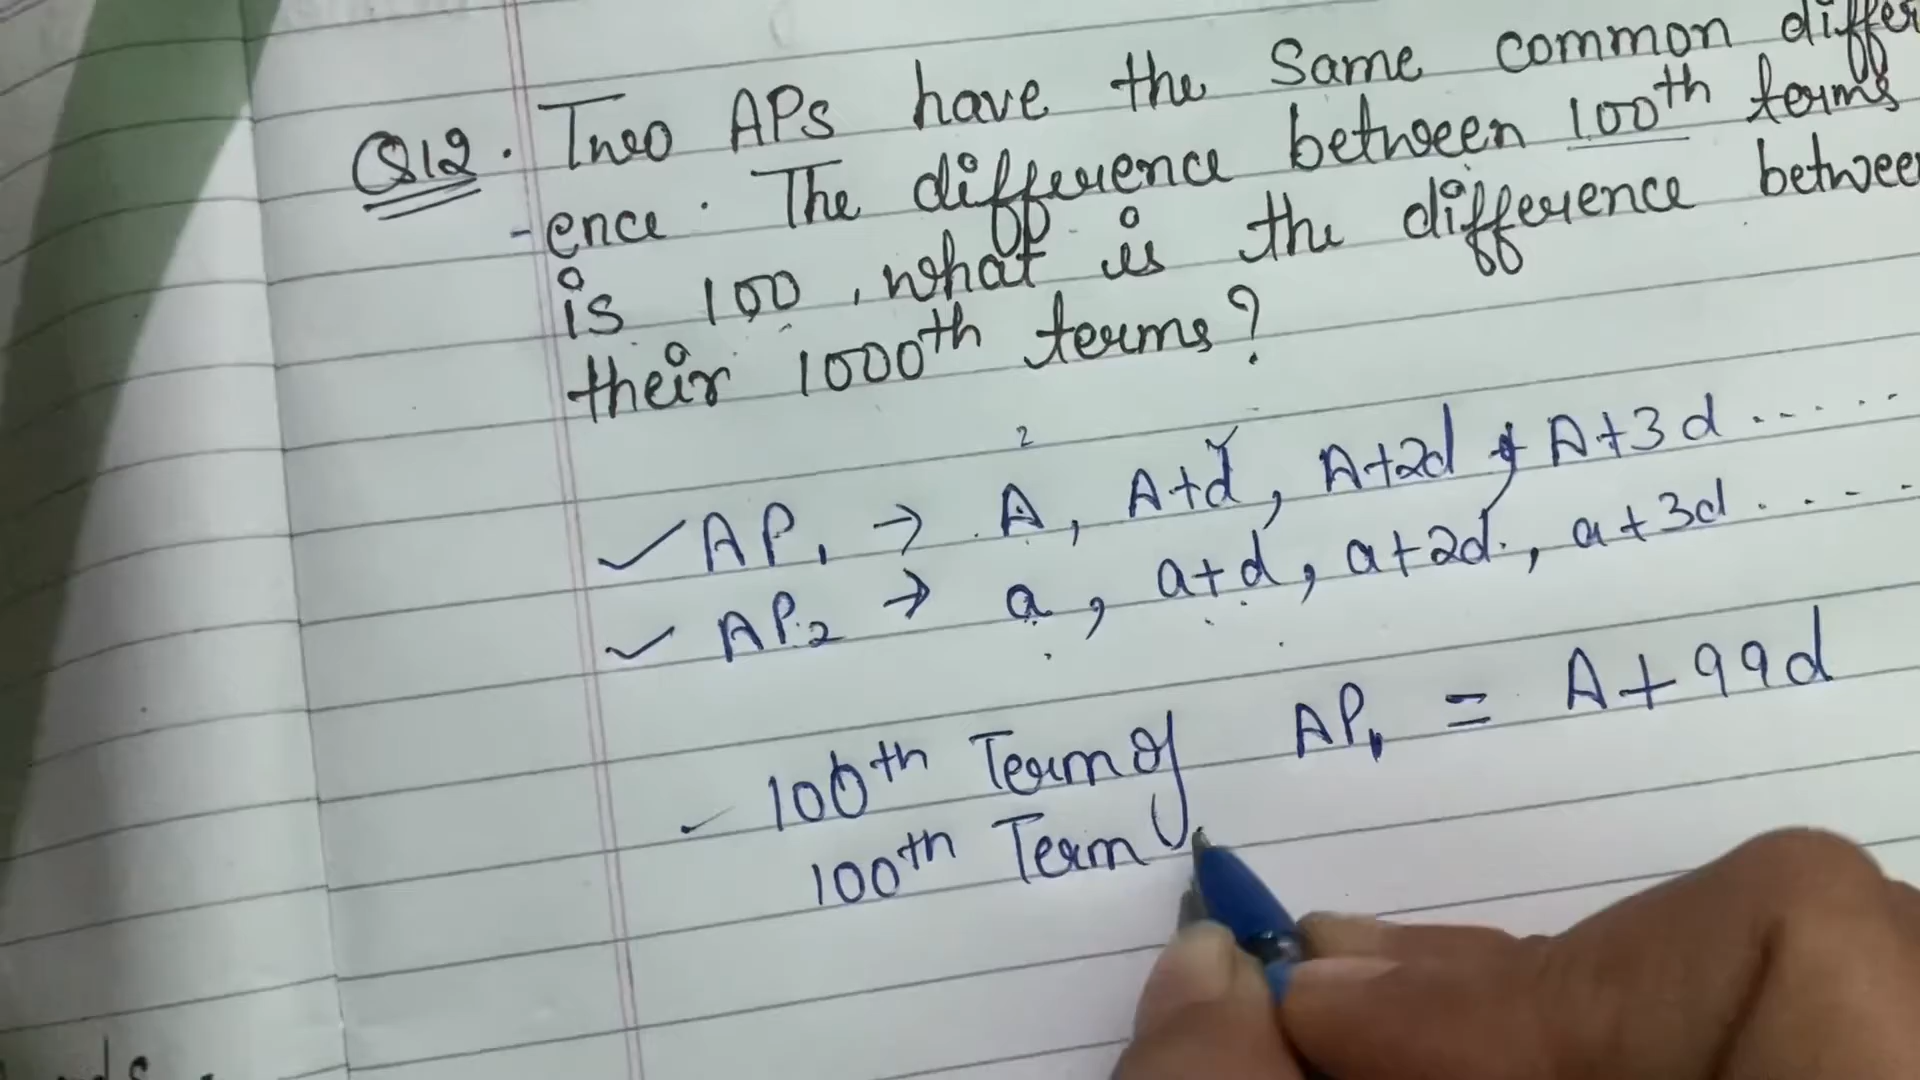 Q12. Two APs have the same common differ
-ence. The difference between 100th terms
is 100, what is the difference between
their 1000th terms?
✓ AP1 → A, A+d, A+2d, A+3d .....
✓ AP2 → a, a+d, a+2d, a+3d .....
100th Term of AP1 = A+99d
100th Term